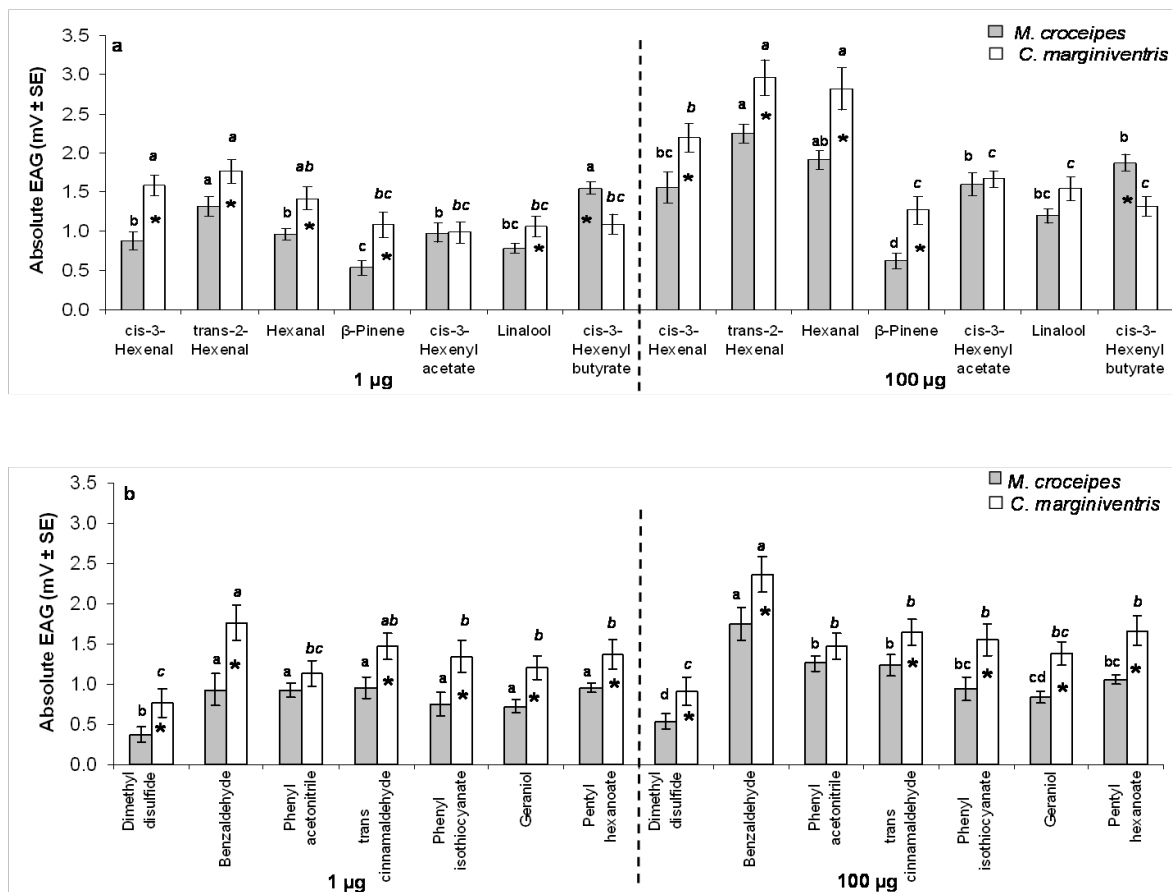 a
M. croceipes
C. marginiventris
Absolute EAG (mV ± SE)
3.5
3.0
2.5
2.0
1.5
1.0
0.5
0.0
b a * a a * b ab * c bc * b bc bc bc * a * bc
bc b * a a * ab a * d c * b c bc c b * c
cis-3-
Hexenal
trans-2-
Hexenal
Hexanal
β-Pinene
cis-3-
Hexenyl
acetate
Linalool
cis-3-
Hexenyl
butyrate
cis-3-
Hexenal
trans-2-
Hexenal
Hexanal
β-Pinene
cis-3-
Hexenyl
acetate
Linalool
cis-3-
Hexenyl
butyrate
1 µg
100 µg
b
M. croceipes
C. marginiventris
Absolute EAG (mV ± SE)
3.5
3.0
2.5
2.0
1.5
1.0
0.5
0.0
b c * a a * a bc a ab * a b * a b * a b *
d c * a a * b b b b * bc b * cd bc * bc b *
Dimethyl
disulfide
Benzaldehyde
Phenyl
acetonitrile
trans
cinnamaldehyde
Phenyl
isothiocyanate
Geraniol
Pentyl
hexanoate
Dimethyl
disulfide
Benzaldehyde
Phenyl
acetonitrile
trans
cinnamaldehyde
Phenyl
isothiocyanate
Geraniol
Pentyl
hexanoate
1 µg
100 µg